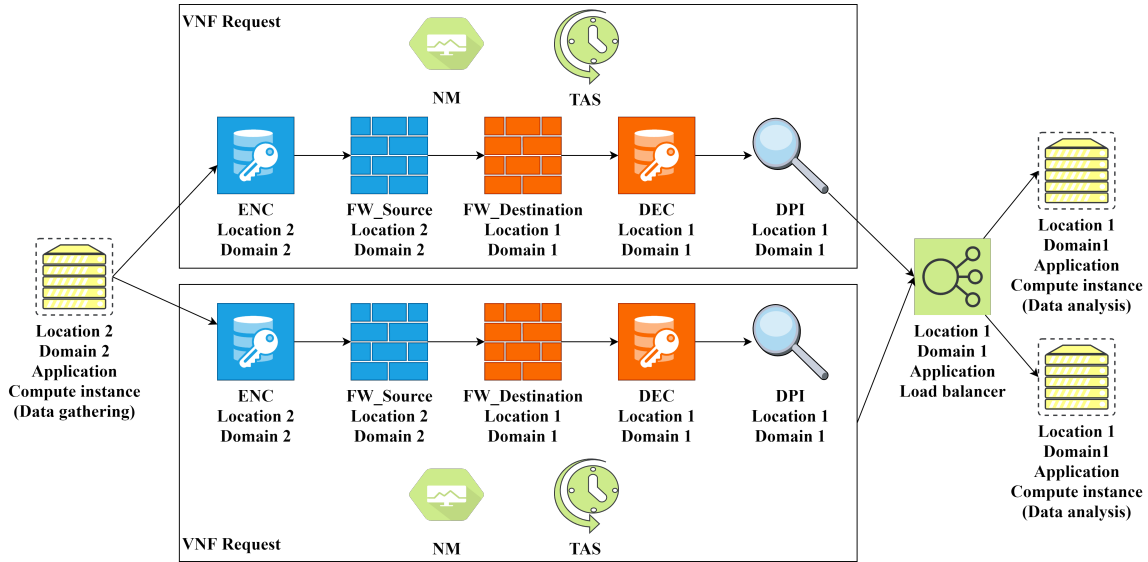 VNF Request
NM
TAS
ENC
Location 2
Domain 2
FW_Source
Location 2
Domain 2
FW_Destination
Location 1
Domain 1
DEC
Location 1
Domain 1
DPI
Location 1
Domain 1
Location 2
Domain 2
Application
Compute instance
(Data gathering)
ENC
Location 2
Domain 2
FW_Source
Location 2
Domain 2
FW_Destination
Location 1
Domain 1
DEC
Location 1
Domain 1
DPI
Location 1
Domain 1
NM
TAS
VNF Request
Location 1
Domain 1
Application
Load balancer
Location 1
Domain1
Application
Compute instance
(Data analysis)
Location 1
Domain1
Application
Compute instance
(Data analysis)